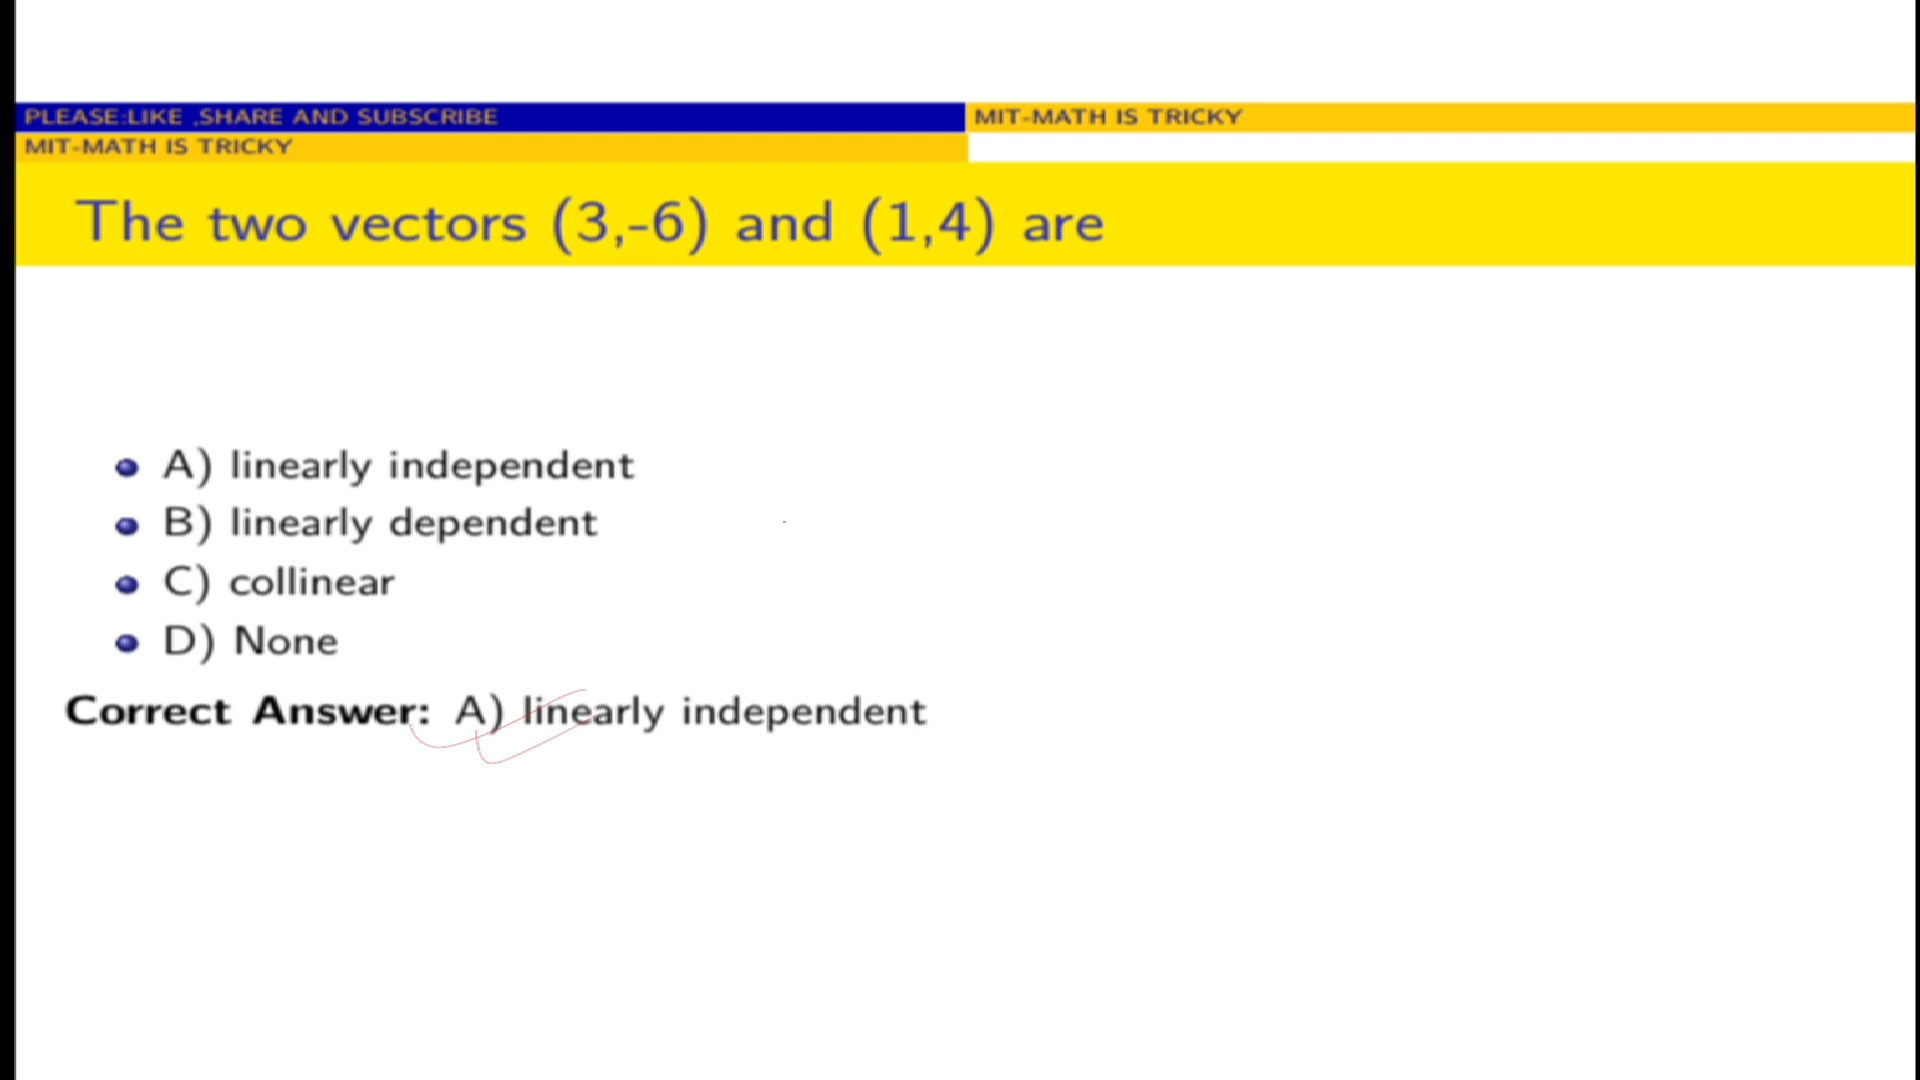 PLEASE:LIKE ,SHARE AND SUBSCRIBE
MIT-MATH IS TRICKY
MIT-MATH IS TRICKY
The two vectors (3,-6) and (1,4) are
A) linearly independent
B) linearly dependent
C) collinear
D) None
Correct Answer: A) linearly independent